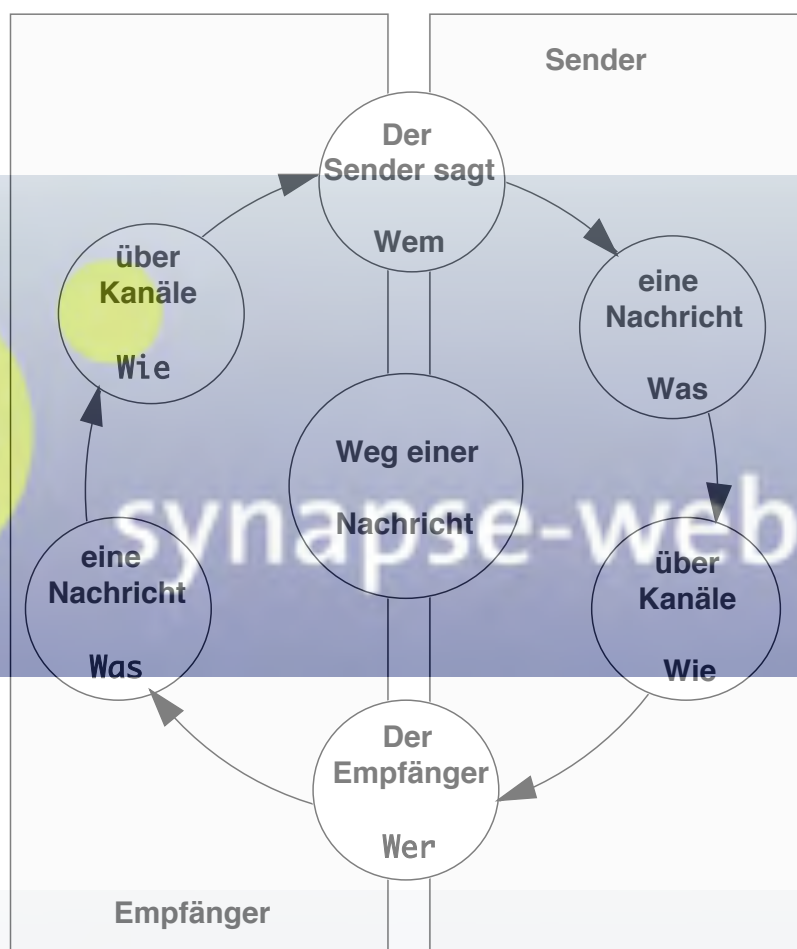 Sender
Der
Sender sagt
Wem
eine
Nachricht
Was
über
Kanäle
Wie
Der
Empfänger
Wer
eine
Nachricht
Was
über
Kanäle
Wie
Weg einer
Nachricht
synapse-web
Empfänger